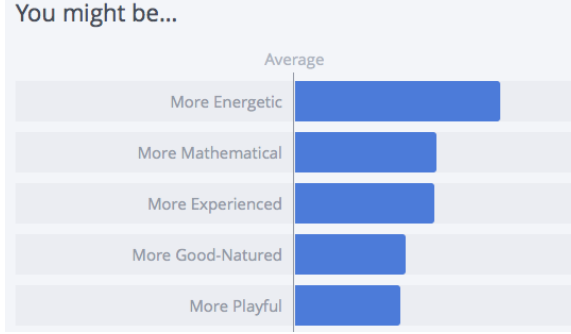 You might be...
Average
More Energetic
More Mathematical
More Experienced
More Good-Natured
More Playful